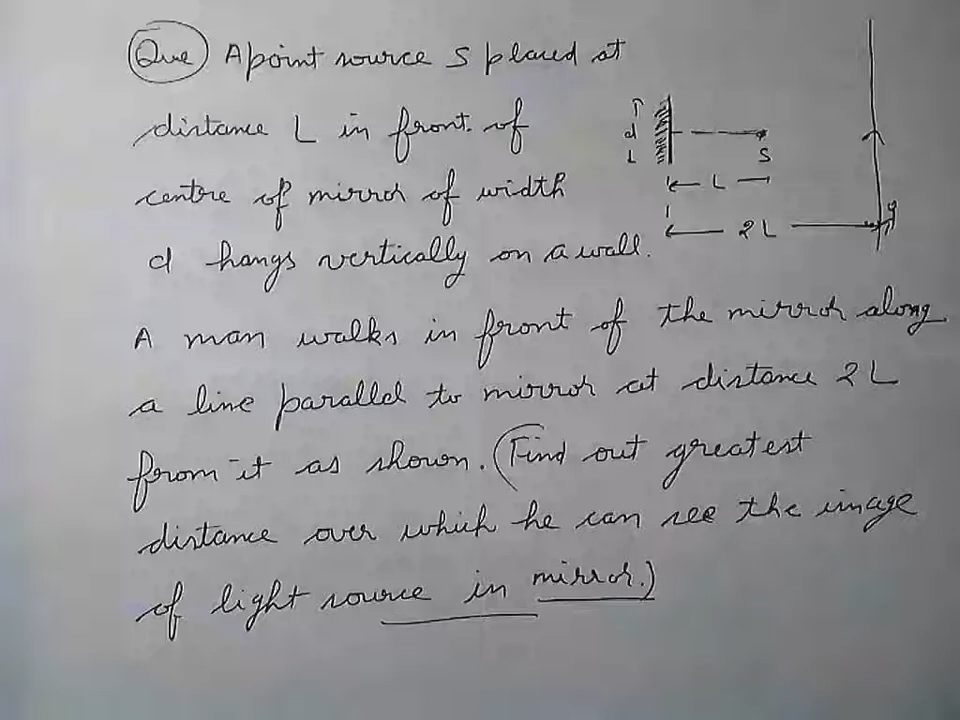 Que A point source S placed at
distance L in front of
centre of mirror of width
d hangs vertically on a wall.
A man walks in front of the mirror along
a line parallel to mirror at distance 2L
from it as shown. (Find out greatest
distance over which he can see the image
of light source in mirror.)
d
S
L
2L